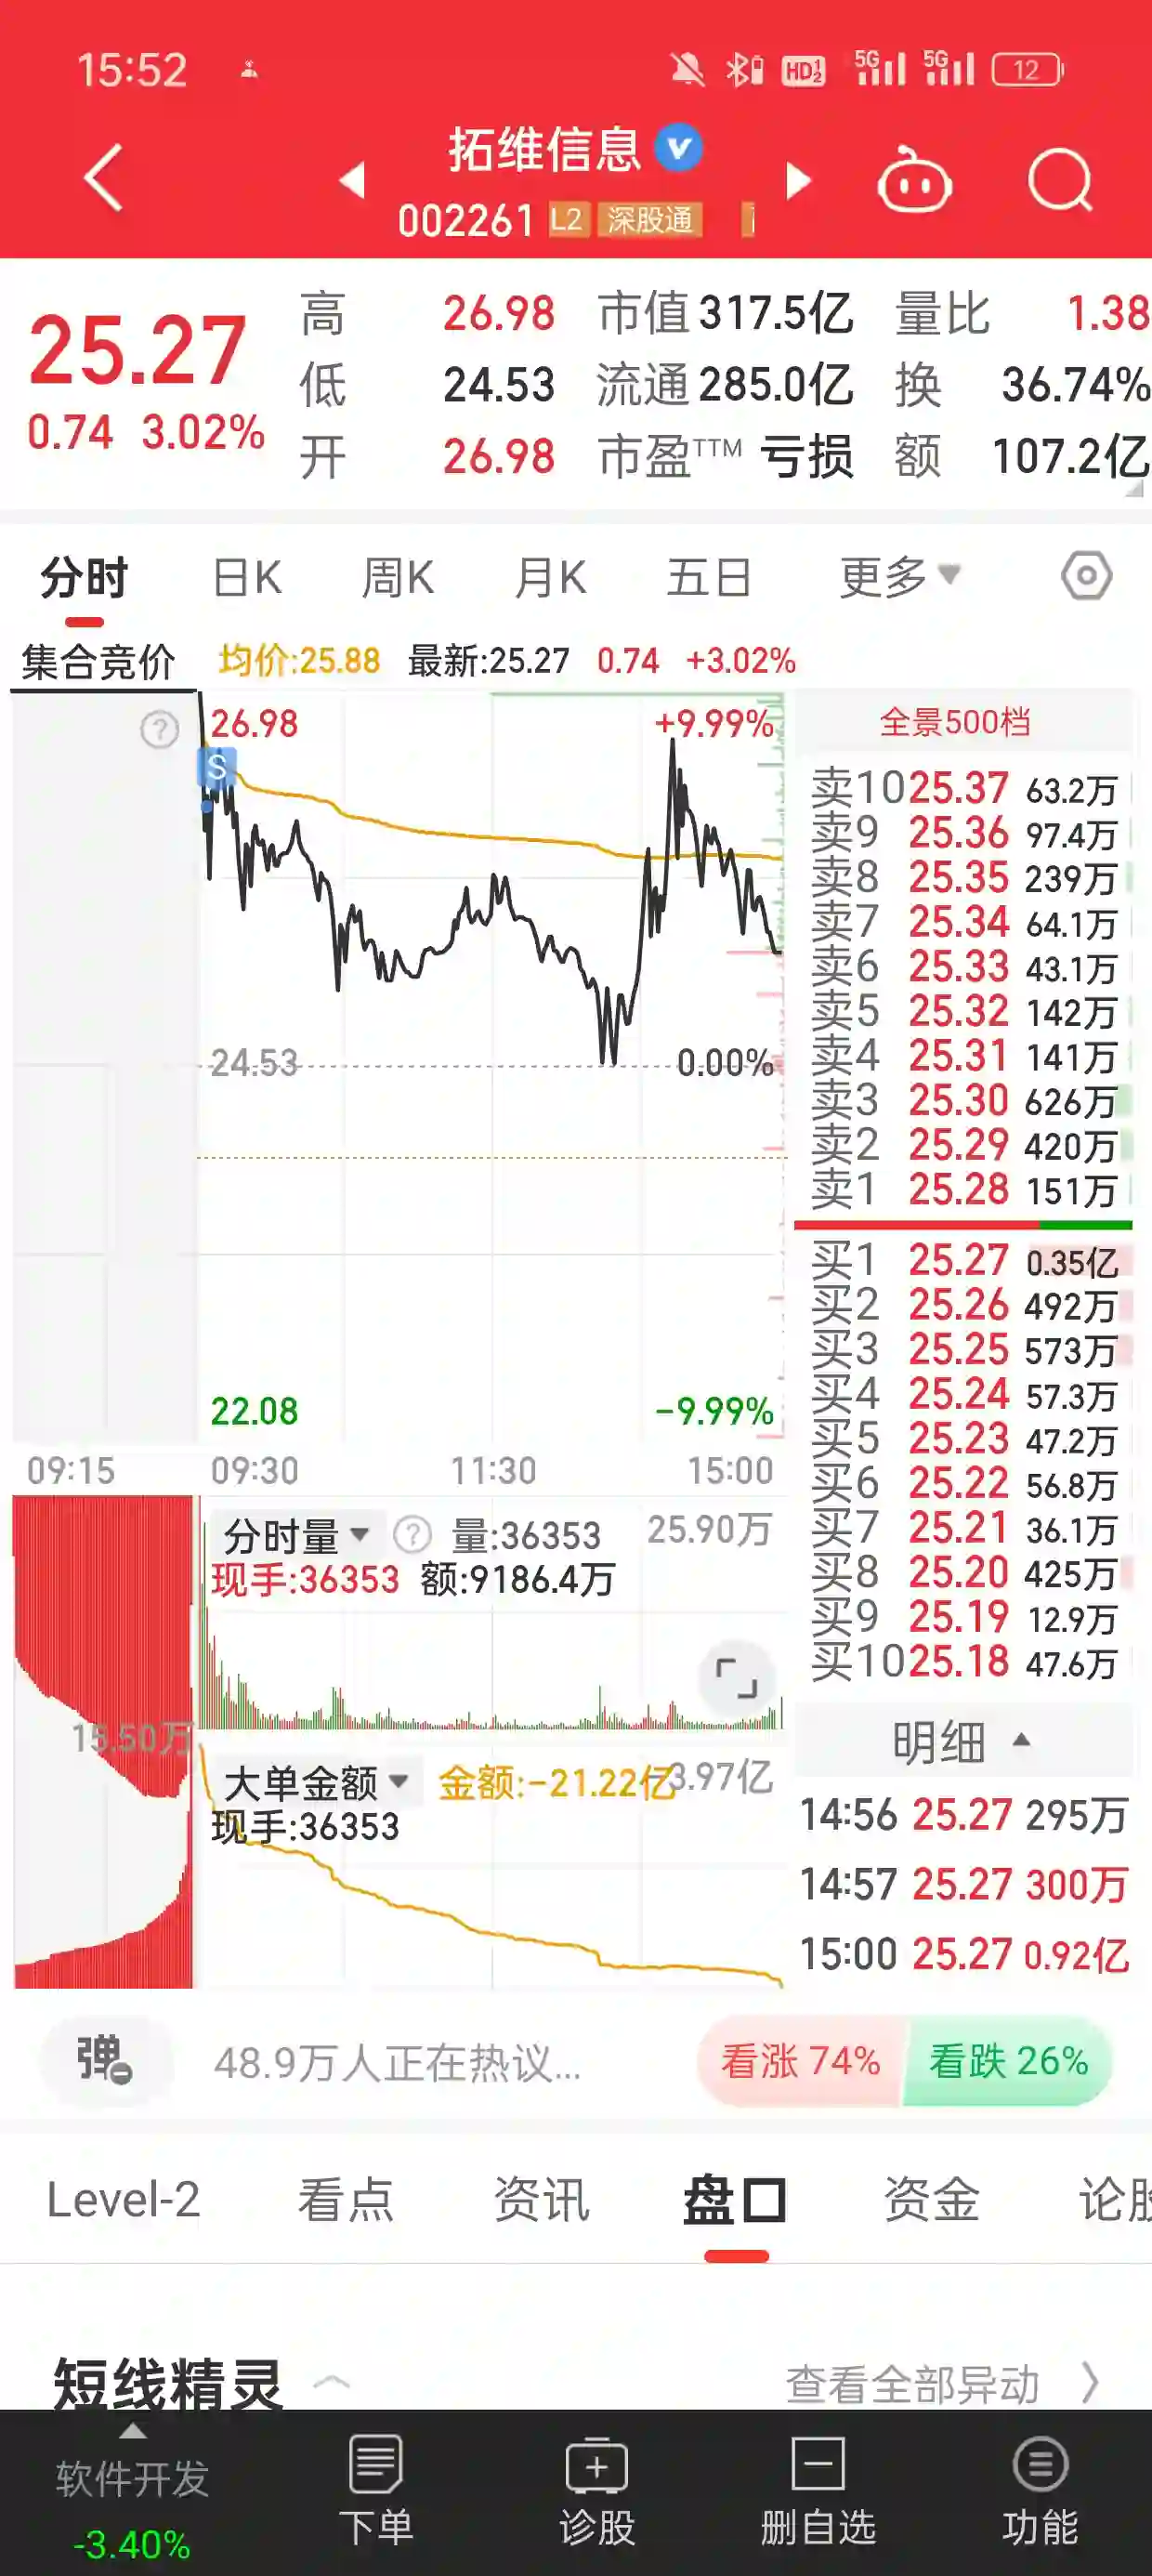 15:52 HD 1 2 5G 5G 12
拓维信息
002261 L2 深股通
25.27
0.74 3.02%
高 26.98 市值 317.5亿 量比 1.38
低 24.53 流通 285.0亿 换 36.74%
开 26.98 市盈TTM 亏损 额 107.2亿
分时 日K 周K 月K 五日 更多
集合竞价 均价:25.88 最新:25.27 0.74 +3.02%
26.98 +9.99%
S
24.53 0.00%
22.08 -9.99%
09:15 09:30 11:30 15:00
全景500档
卖10 25.37 63.2万
卖9 25.36 97.4万
卖8 25.35 239万
卖7 25.34 64.1万
卖6 25.33 43.1万
卖5 25.32 142万
卖4 25.31 141万
卖3 25.30 626万
卖2 25.29 420万
卖1 25.28 151万
买1 25.27 0.35亿
买2 25.26 492万
买3 25.25 573万
买4 25.24 57.3万
买5 25.23 47.2万
买6 25.22 56.8万
买7 25.21 36.1万
买8 25.20 425万
买9 25.19 12.9万
买10 25.18 47.6万
分时量 ? 量:36353 25.90万
现手:36353 额:9186.4万
15.50万
大单金额 金额:-21.22亿 3.97亿
现手:36353
明细
14:56 25.27 295万
14:57 25.27 300万
15:00 25.27 0.92亿
弹 48.9万人正在热议... 看涨 74% 看跌 26%
Level-2 看点 资讯 盘口 资金 论股
短线精灵 查看全部异动
软件开发
-3.40%
下单 诊股 删自选 功能